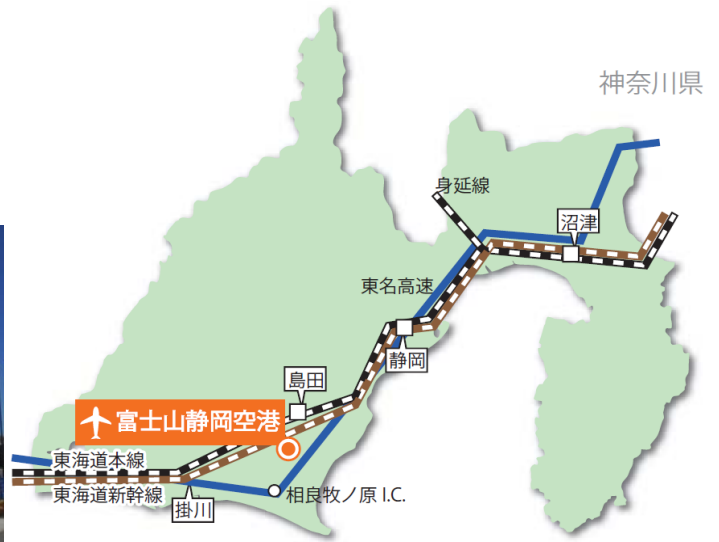 神奈川県
身延線
沼津
東名高速
静岡
島田
富士山静岡空港
東海道本線
東海道新幹線
相良牧ノ原 I.C.
掛川